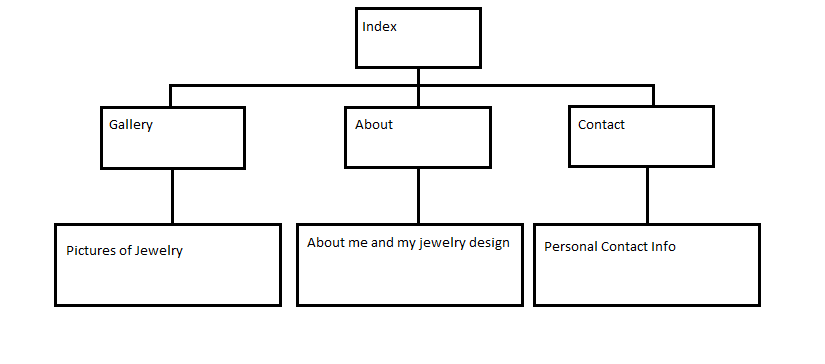 Index
Gallery
About
Contact
Pictures of Jewelry
About me and my jewelry design
Personal Contact Info